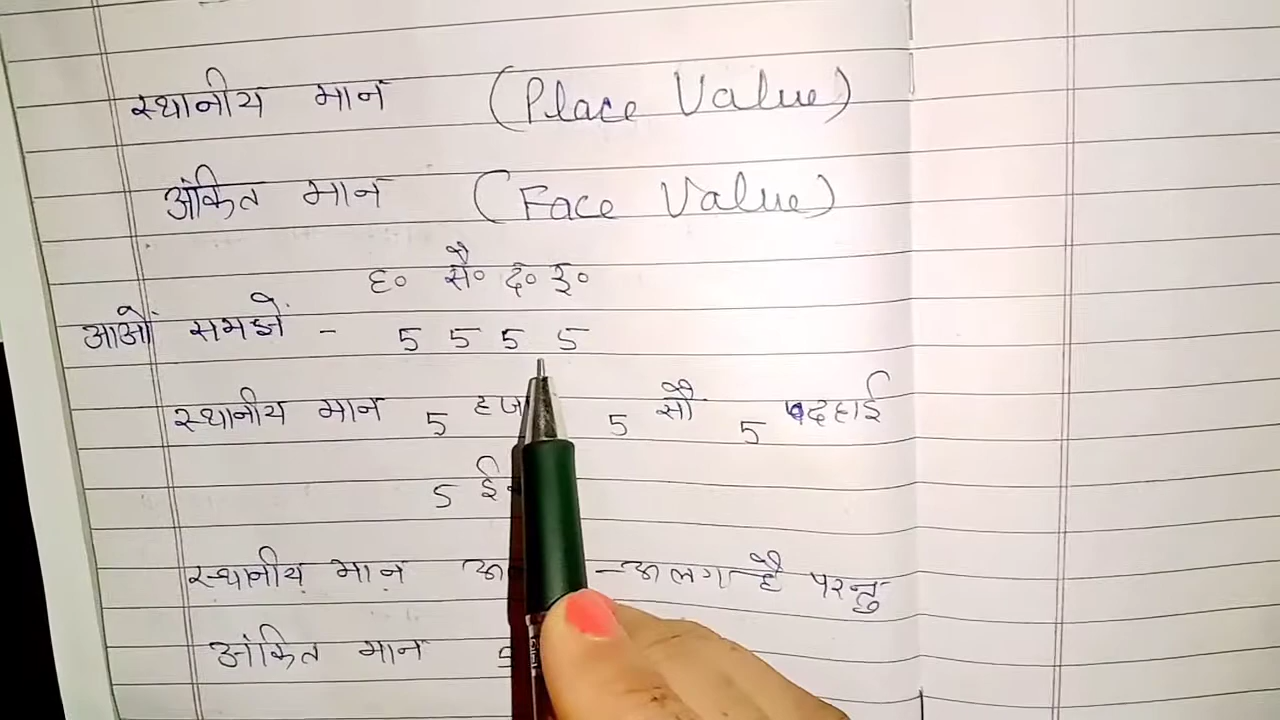 स्थानीय मान (Place Value)
अंकित मान (Face Value)
ह० सै० द० इ०
आओं समझें - 5 5 5 5
स्थानीय मान 5 5 सौ 5 दहाई
5
स्थानीय मान -अलग है परन्तु
अंकित मान